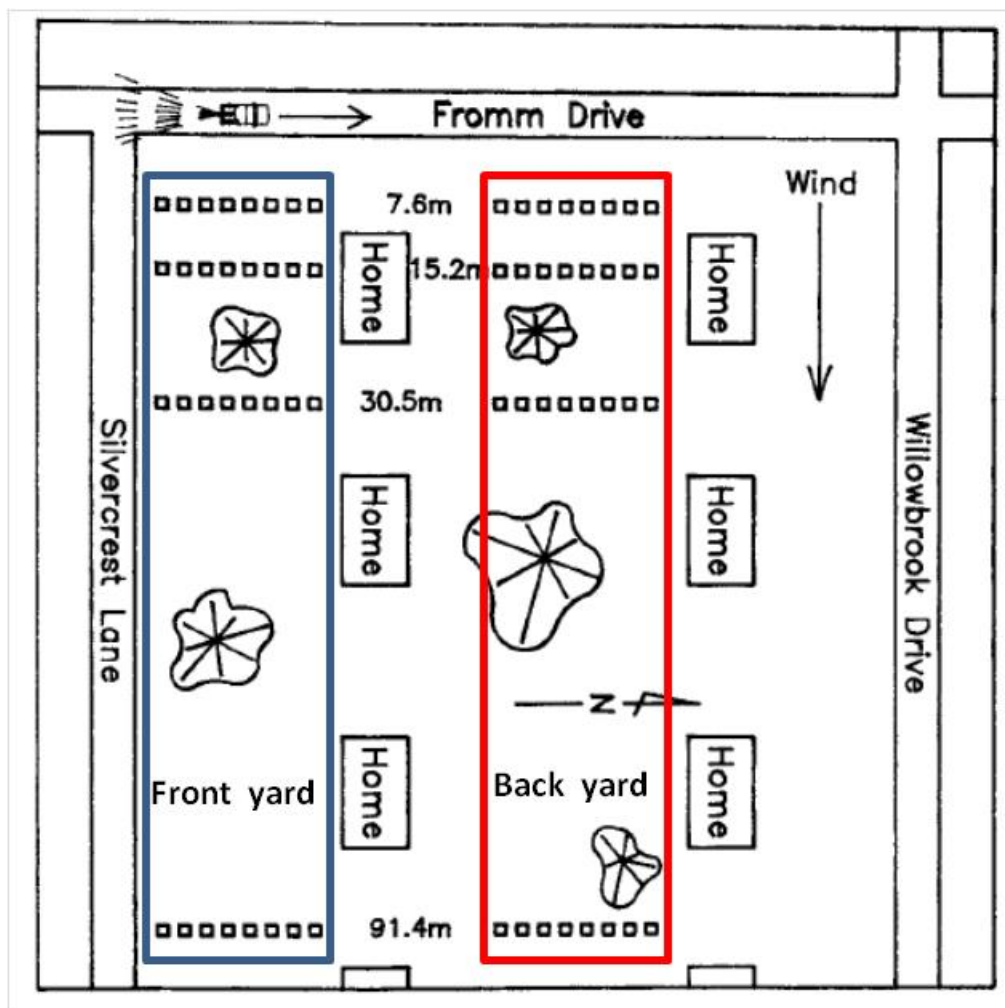 Fromm Drive
Wind
7.6m
Home
15.2m
Home
30.5m
Silvercrest Lane
Home
Home
Willowbrook Drive
N
Front yard
Home
Back yard
Home
91.4m